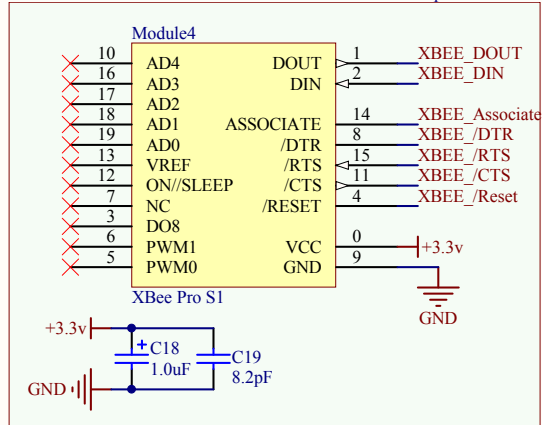 Module4
10 AD4 DOUT 1 XBEE_DOUT
16 AD3 DIN 2 XBEE_DIN
17 AD2
18 AD1 ASSOCIATE 14 XBEE_Associate
19 AD0 /DTR 8 XBEE_/DTR
13 VREF /RTS 15 XBEE_/RTS
12 ON//SLEEP /CTS 11 XBEE_/CTS
7 NC /RESET 4 XBEE_/Reset
3 DO8
6 PWM1 VCC 0 +3.3v
5 PWM0 GND 9
XBee Pro S1
GND
+3.3v
+ C18 C19
1.0uF 8.2pF
GND